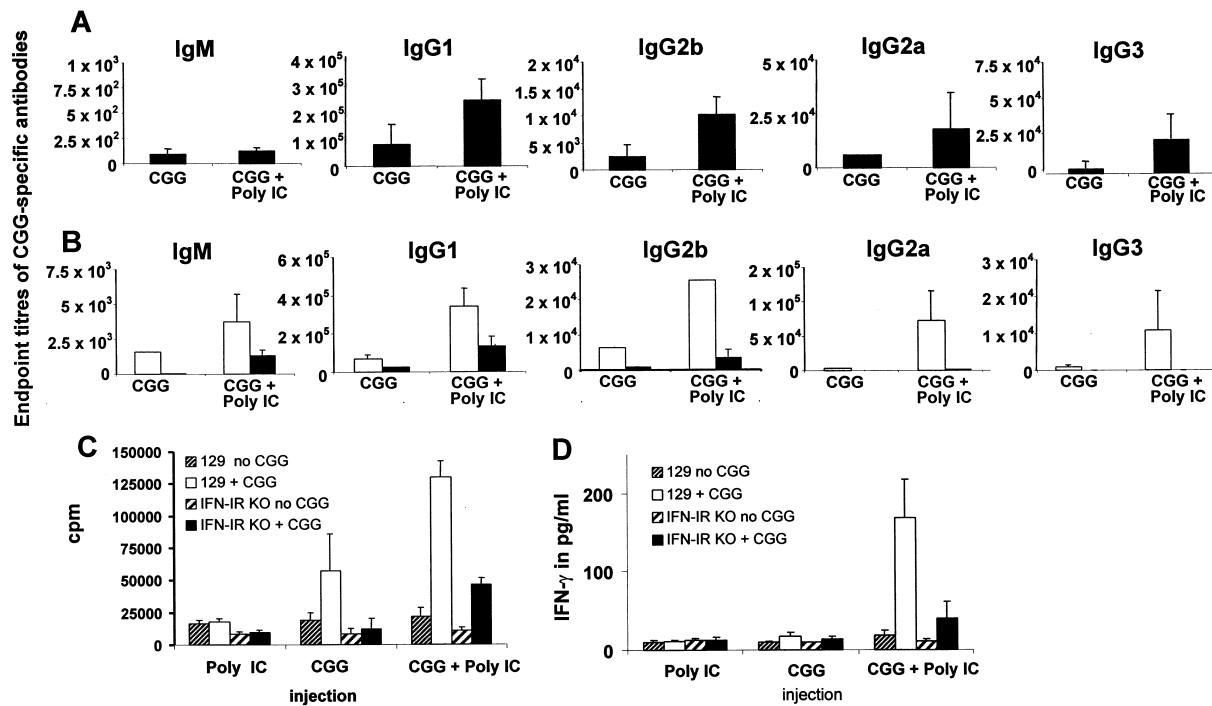 Endpoint titres of CGG-specific antibodies
A
IgM
1 x 10³
7.5 x 10²
5 x 10²
2.5 x 10²
0
CGG
CGG +
Poly IC
IgG1
4 x 10⁵
3 x 10⁵
2 x 10⁵
1 x 10⁵
0
CGG
CGG +
Poly IC
IgG2b
2 x 10⁴
1.5 x 10⁴
1 x 10⁴
5 x 10³
0
CGG
CGG +
Poly IC
IgG2a
5 x 10⁴
2.5 x 10⁴
0
CGG
CGG +
Poly IC
IgG3
7.5 x 10⁴
5 x 10⁴
2.5 x 10⁴
0
CGG
CGG +
Poly IC
B
IgM
7.5 x 10³
5 x 10³
2.5 x 10³
0
CGG
CGG +
Poly IC
IgG1
6 x 10⁵
4 x 10⁵
2 x 10⁵
0
CGG
CGG +
Poly IC
IgG2b
3 x 10⁴
2 x 10⁴
1 x 10⁴
0
CGG
CGG +
Poly IC
IgG2a
2 x 10⁵
1 x 10⁵
5 x 10⁴
0
CGG
CGG +
Poly IC
IgG3
3 x 10⁴
2 x 10⁴
1 x 10⁴
0
CGG
CGG +
Poly IC
C
cpm
150000
125000
100000
75000
50000
25000
0
129 no CGG
129 + CGG
IFN-IR KO no CGG
IFN-IR KO + CGG
Poly IC
CGG
CGG + Poly IC
injection
D
IFN-γ in pg/ml
200
100
0
129 no CGG
129 + CGG
IFN-IR KO no CGG
IFN-IR KO + CGG
Poly IC
CGG
CGG + Poly IC
injection